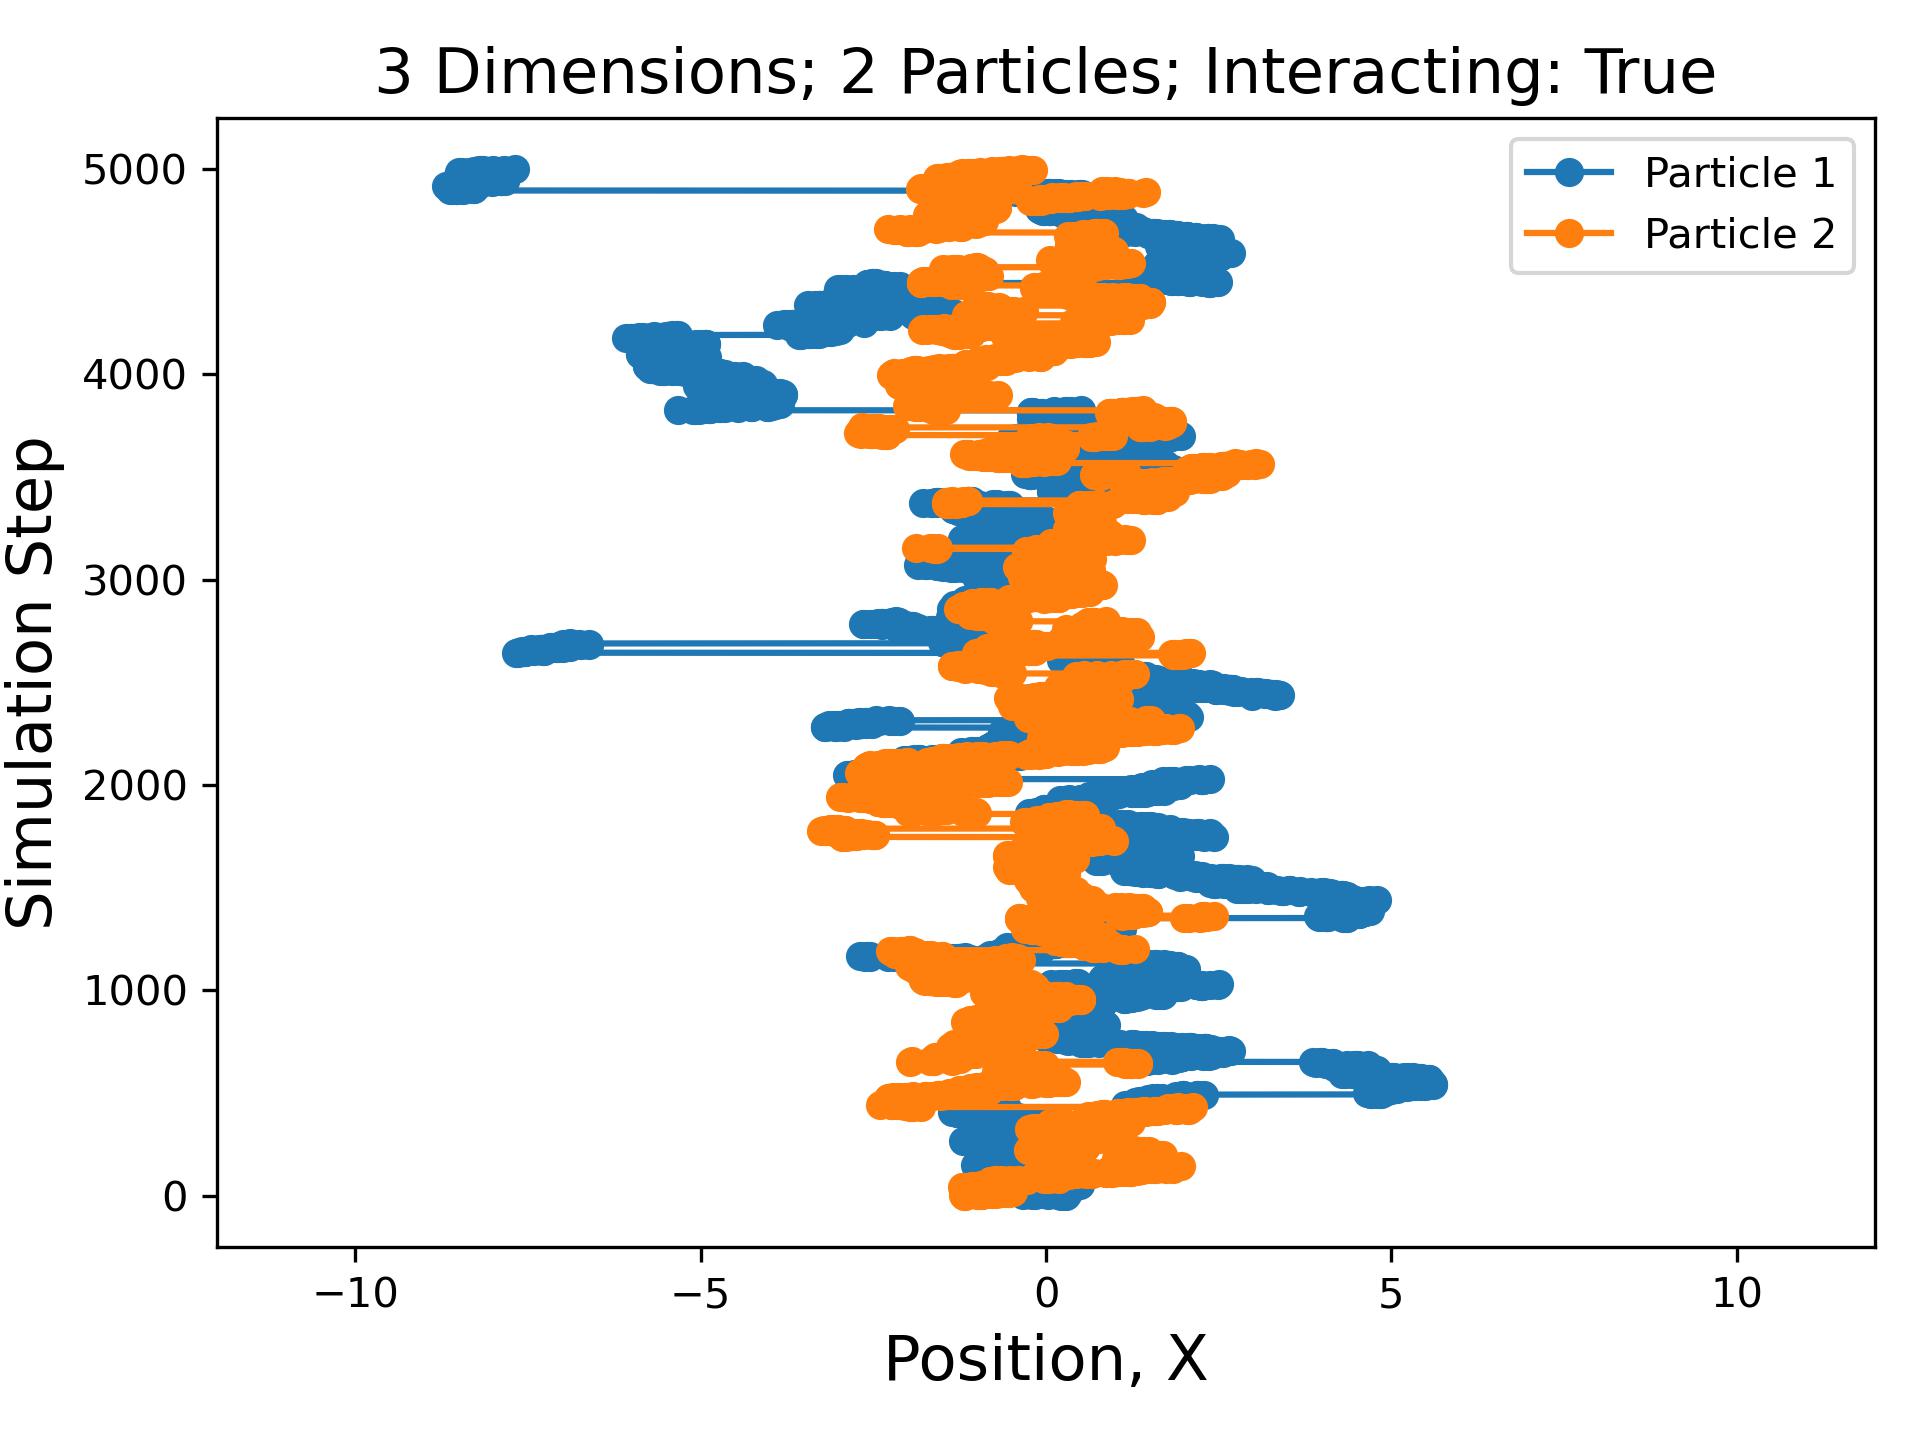 3 Dimensions; 2 Particles; Interacting: True
Particle 1
Particle 2
Simulation Step
5000
4000
3000
2000
1000
0
−10
−5
0
5
10
Position, X